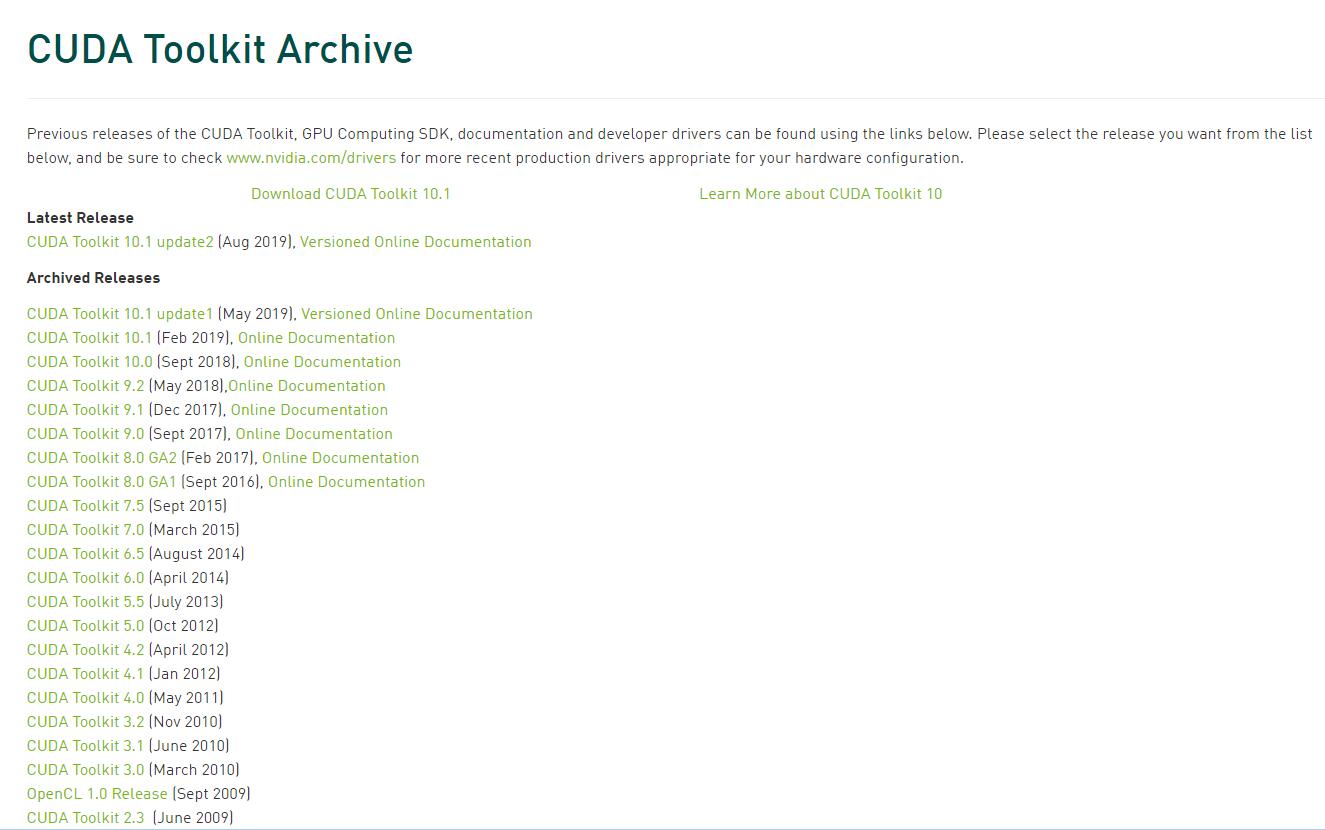 CUDA Toolkit Archive
Previous releases of the CUDA Toolkit, GPU Computing SDK, documentation and developer drivers can be found using the links below. Please select the release you want from the list
below, and be sure to check www.nvidia.com/drivers for more recent production drivers appropriate for your hardware configuration.
Download CUDA Toolkit 10.1 Learn More about CUDA Toolkit 10
Latest Release
CUDA Toolkit 10.1 update2 (Aug 2019), Versioned Online Documentation
Archived Releases
CUDA Toolkit 10.1 update1 (May 2019), Versioned Online Documentation
CUDA Toolkit 10.1 (Feb 2019), Online Documentation
CUDA Toolkit 10.0 (Sept 2018), Online Documentation
CUDA Toolkit 9.2 (May 2018),Online Documentation
CUDA Toolkit 9.1 (Dec 2017), Online Documentation
CUDA Toolkit 9.0 (Sept 2017), Online Documentation
CUDA Toolkit 8.0 GA2 (Feb 2017), Online Documentation
CUDA Toolkit 8.0 GA1 (Sept 2016), Online Documentation
CUDA Toolkit 7.5 (Sept 2015)
CUDA Toolkit 7.0 (March 2015)
CUDA Toolkit 6.5 (August 2014)
CUDA Toolkit 6.0 (April 2014)
CUDA Toolkit 5.5 (July 2013)
CUDA Toolkit 5.0 (Oct 2012)
CUDA Toolkit 4.2 (April 2012)
CUDA Toolkit 4.1 (Jan 2012)
CUDA Toolkit 4.0 (May 2011)
CUDA Toolkit 3.2 (Nov 2010)
CUDA Toolkit 3.1 (June 2010)
CUDA Toolkit 3.0 (March 2010)
OpenCL 1.0 Release (Sept 2009)
CUDA Toolkit 2.3 (June 2009)